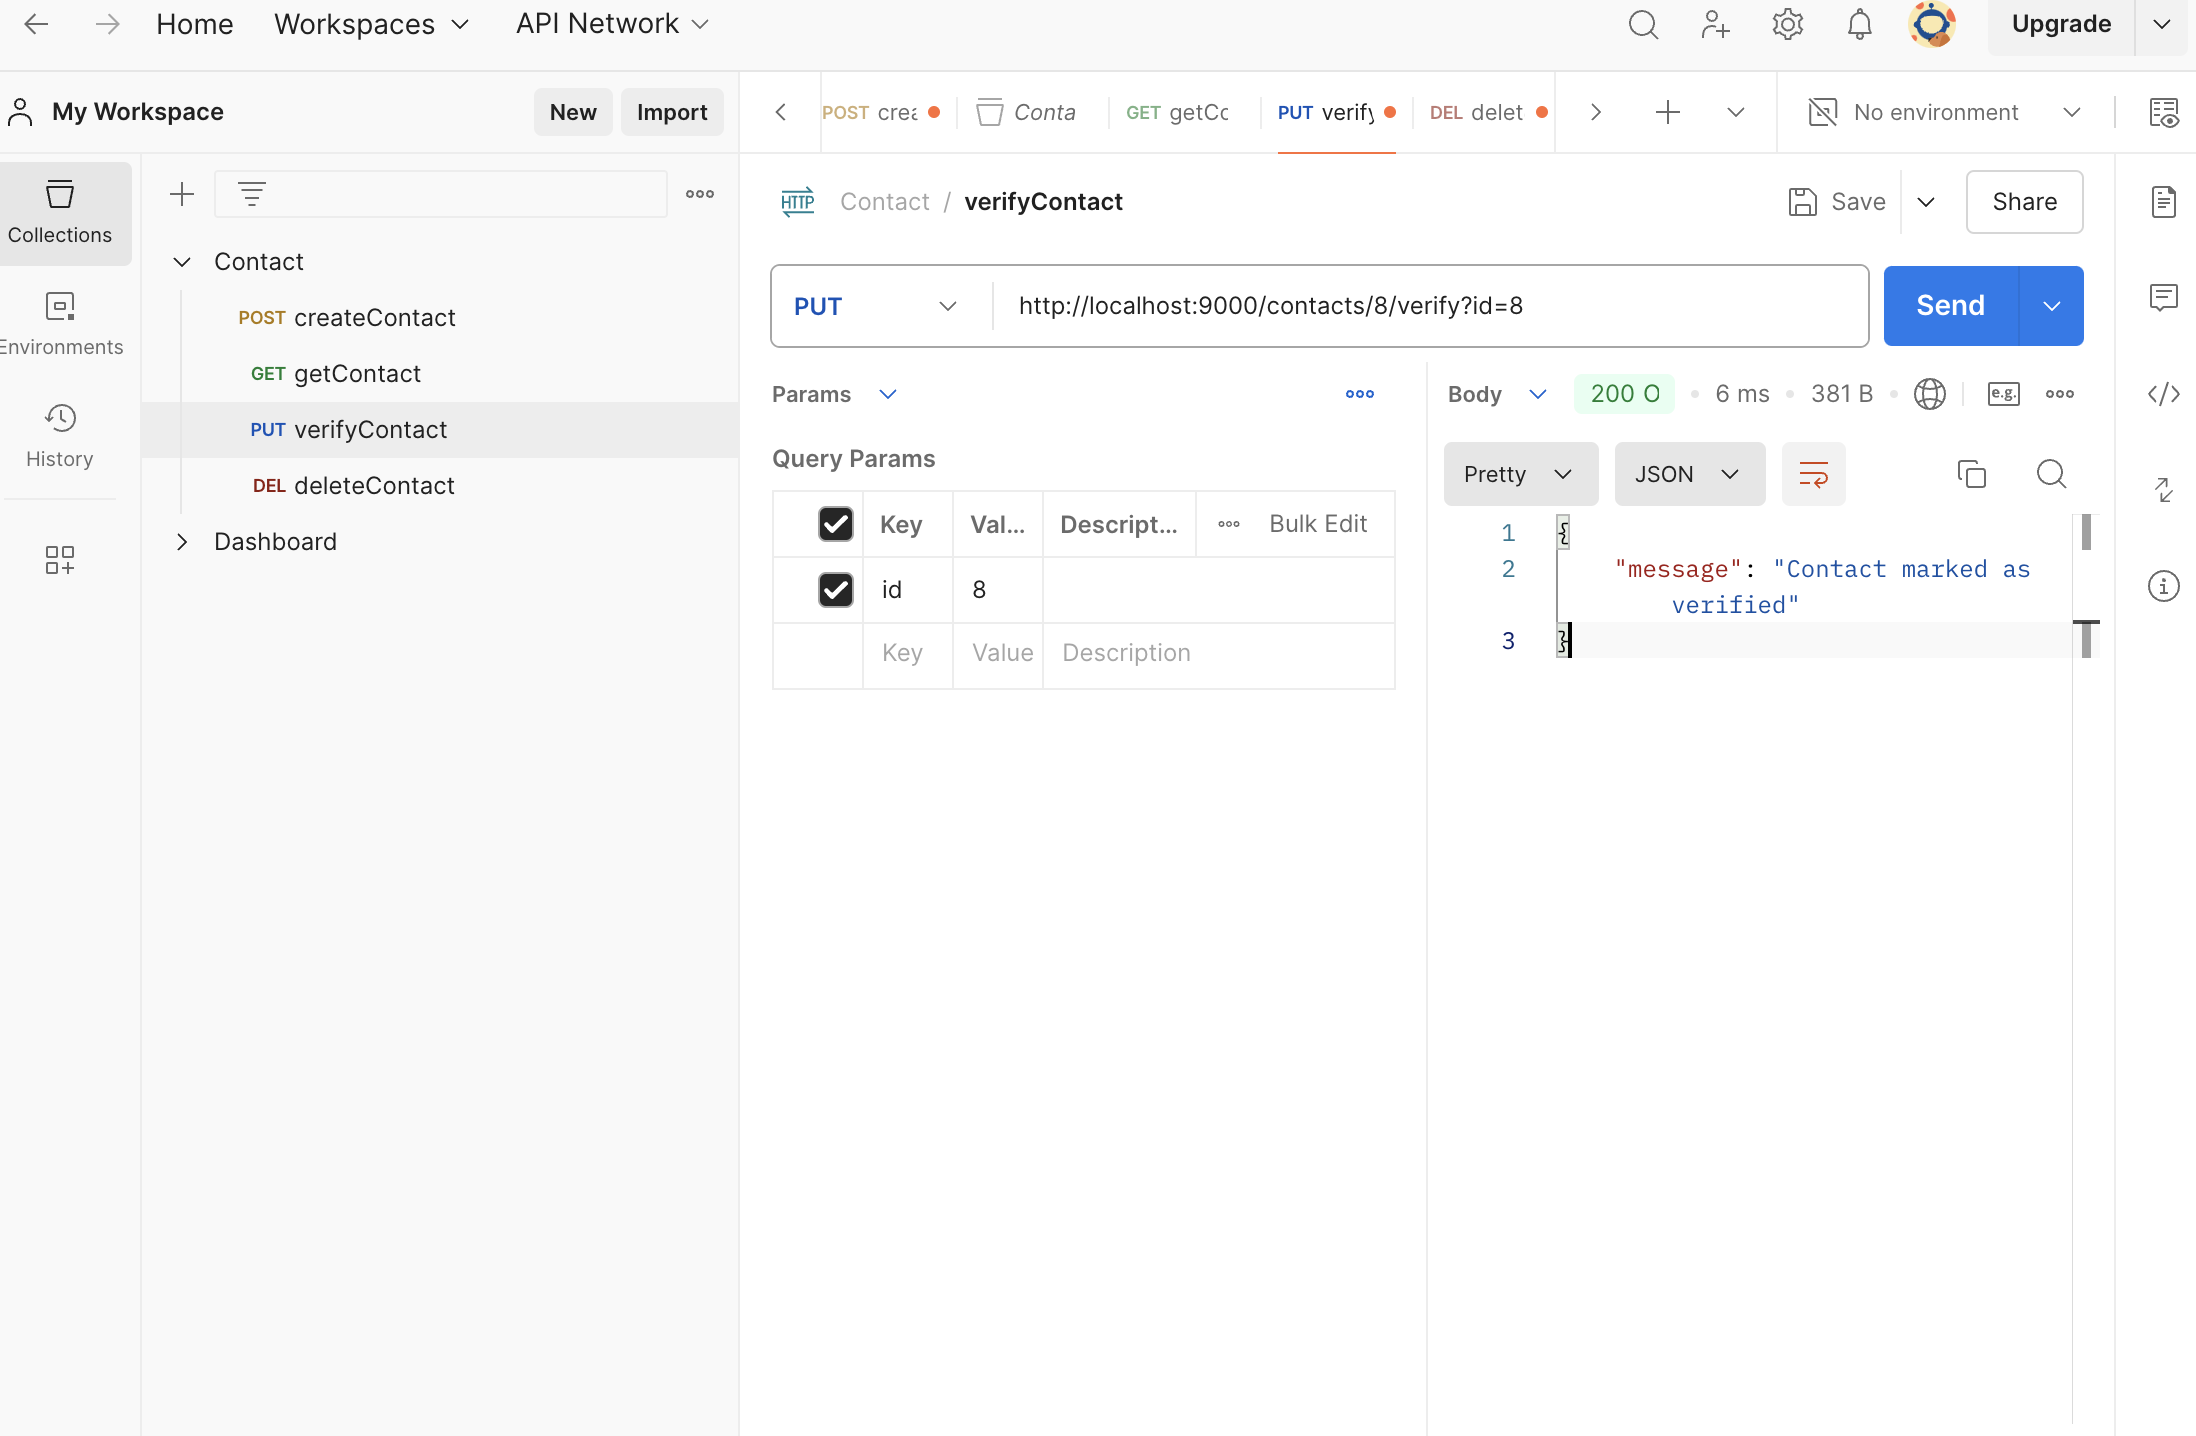 Home Workspaces API Network Upgrade
My Workspace New Import
POST crea Conta GET getCo PUT verify DEL delet No environment
Collections
Environments
History
Contact
POST createContact
GET getContact
PUT verifyContact
DEL deleteContact
Dashboard
HTTP Contact / verifyContact Save Share
PUT http://localhost:9000/contacts/8/verify?id=8 Send
Params
Query Params
Key Val... Descript... Bulk Edit
id 8
Key Value Description
Body 200 O 6 ms 381 B e.g.
Pretty JSON
1 {
2 "message": "Contact marked as
verified"
3 }